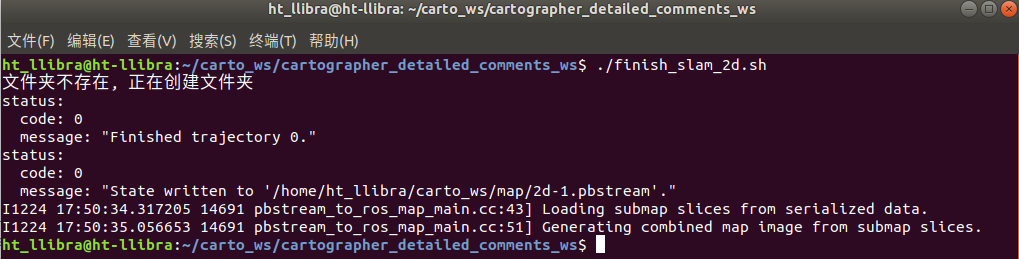 ht_llibra@ht-llibra: ~/carto_ws/cartographer_detailed_comments_ws
文件(F) 编辑(E) 查看(V) 搜索(S) 终端(T) 帮助(H)
ht_llibra@ht-llibra:~/carto_ws/cartographer_detailed_comments_ws$ ./finish_slam_2d.sh
文件夹不存在, 正在创建文件夹
status:
  code: 0
  message: "Finished trajectory 0."
status:
  code: 0
  message: "State written to '/home/ht_llibra/carto_ws/map/2d-1.pbstream'."
I1224 17:50:34.317205 14691 pbstream_to_ros_map_main.cc:43] Loading submap slices from serialized data.
I1224 17:50:35.056653 14691 pbstream_to_ros_map_main.cc:51] Generating combined map image from submap slices.
ht_llibra@ht-llibra:~/carto_ws/cartographer_detailed_comments_ws$